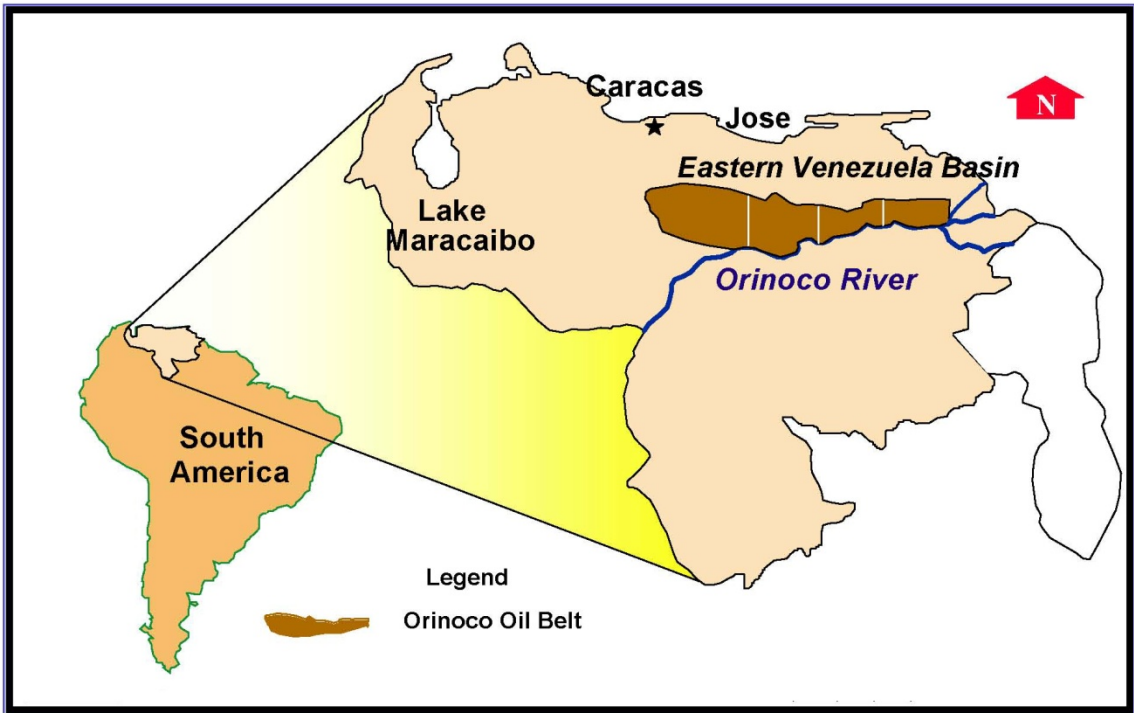 Caracas
N
Jose
Eastern Venezuela Basin
Lake
Maracaibo
Orinoco River
South
America
Legend
Orinoco Oil Belt